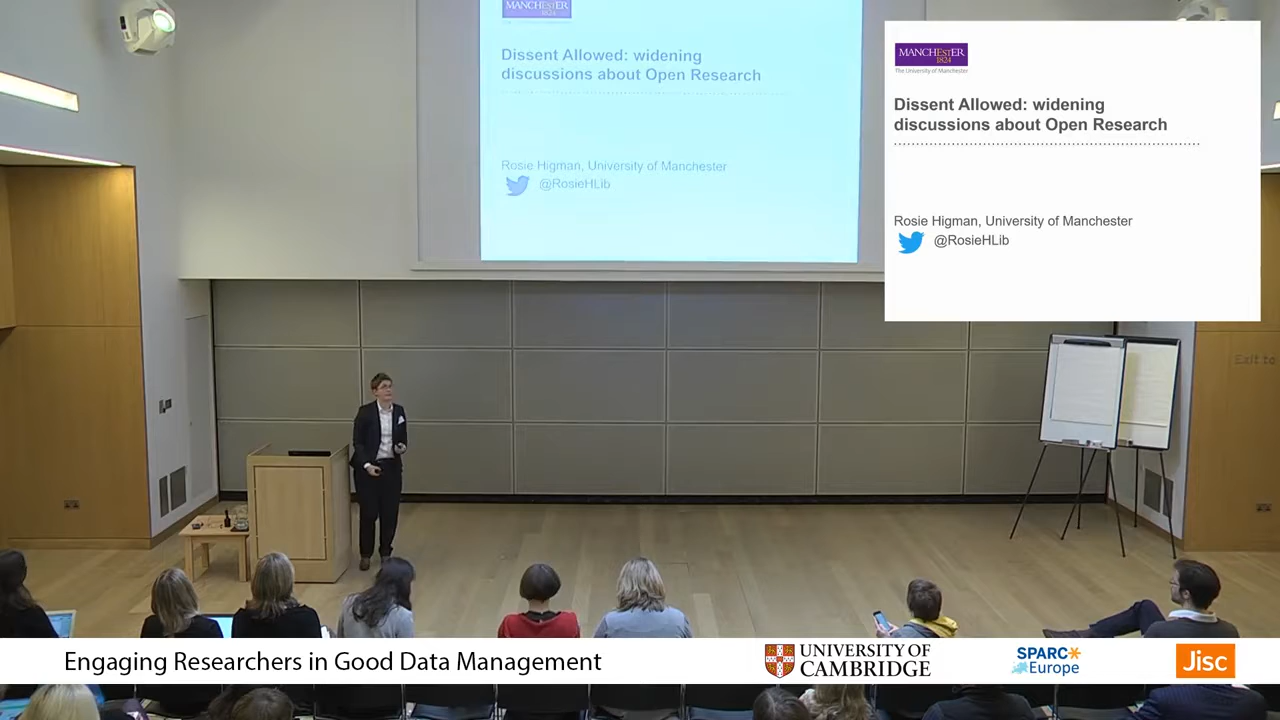 MANCHESTER
1824
Dissent Allowed: widening
discussions about Open Research
Rosie Higman, University of Manchester
@RosieHLib
MANCHESTER
1824
The University of Manchester
Dissent Allowed: widening
discussions about Open Research
Rosie Higman, University of Manchester
@RosieHLib
Exit to
Engaging Researchers in Good Data Management
UNIVERSITY OF
CAMBRIDGE
SPARC
Europe
Jisc